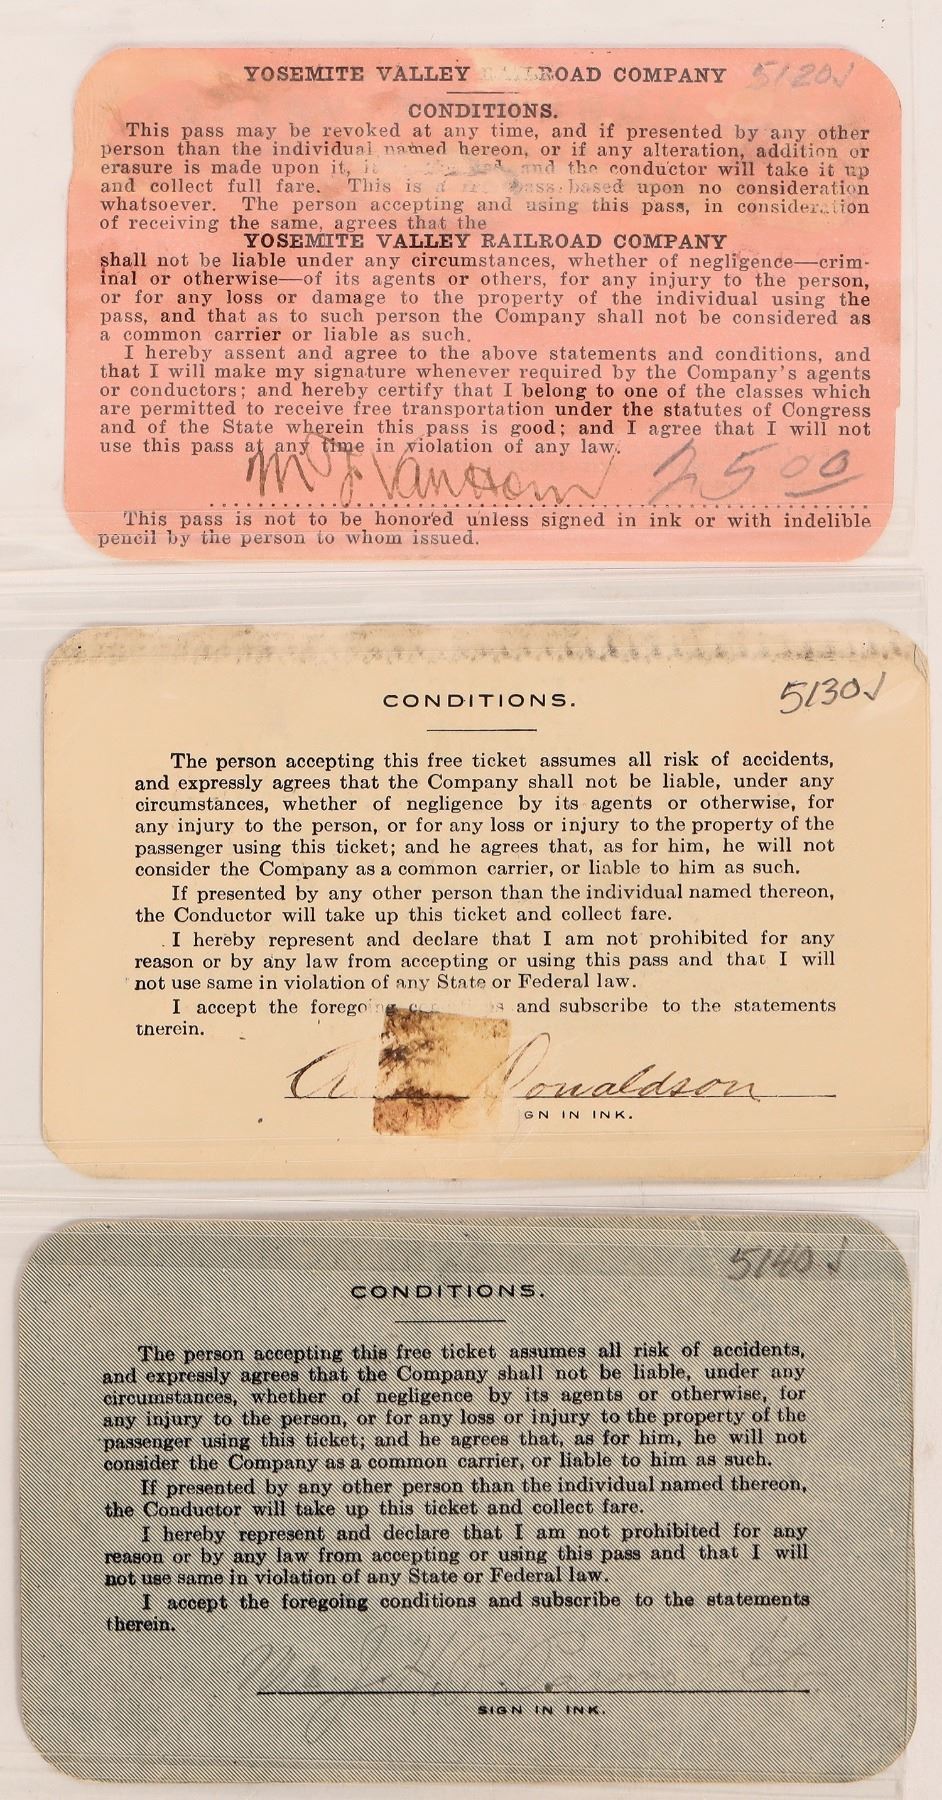 YOSEMITE VALLEY RAILROAD COMPANY 5120
CONDITIONS.
This pass may be revoked at any time, and if presented by any other
person than the individual named hereon, or if any alteration, addition or
erasure is made upon it, and the conductor will take it up
and collect full fare. This is a pass based upon no consideration
whatsoever. The person accepting and using this pass, in consideration
of receiving the same, agrees that the
YOSEMITE VALLEY RAILROAD COMPANY
shall not be liable under any circumstances, whether of negligence—crim-
inal or otherwise—of its agents or others, for any injury to the person,
or for any loss or damage to the property of the individual using the
pass, and that as to such person the Company shall not be considered as
a common carrier or liable as such.
I hereby assent and agree to the above statements and conditions, and
that I will make my signature whenever required by the Company's agents
or conductors; and hereby certify that I belong to one of the classes which
are permitted to receive free transportation under the statutes of Congress
and of the State wherein this pass is good; and I agree that I will not
use this pass at any time in violation of any law.
Van Horn 25 00
This pass is not to be honored unless signed in ink or with indelible
pencil by the person to whom issued.
CONDITIONS. 5130
The person accepting this free ticket assumes all risk of accidents,
and expressly agrees that the Company shall not be liable, under any
circumstances, whether of negligence by its agents or otherwise, for
any injury to the person, or for any loss or injury to the property of the
passenger using this ticket; and he agrees that, as for him, he will not
consider the Company as a common carrier, or liable to him as such.
If presented by any other person than the individual named thereon,
the Conductor will take up this ticket and collect fare.
I hereby represent and declare that I am not prohibited for any
reason or by any law from accepting or using this pass and that I will
not use same in violation of any State or Federal law.
I accept the foregoing and subscribe to the statements
therein.
Donaldson
GN IN INK.
5140
CONDITIONS.
The person accepting this free ticket assumes all risk of accidents,
and expressly agrees that the Company shall not be liable, under any
circumstances, whether of negligence by its agents or otherwise, for
any injury to the person, or for any loss or injury to the property of the
passenger using this ticket; and he agrees that, as for him, he will not
consider the Company as a common carrier, or liable to him as such.
If presented by any other person than the individual named thereon,
the Conductor will take up this ticket and collect fare.
I hereby represent and declare that I am not prohibited for any
reason or by any law from accepting or using this pass and that I will
not use same in violation of any State or Federal law.
I accept the foregoing conditions and subscribe to the statements
therein.
SIGN IN INK.